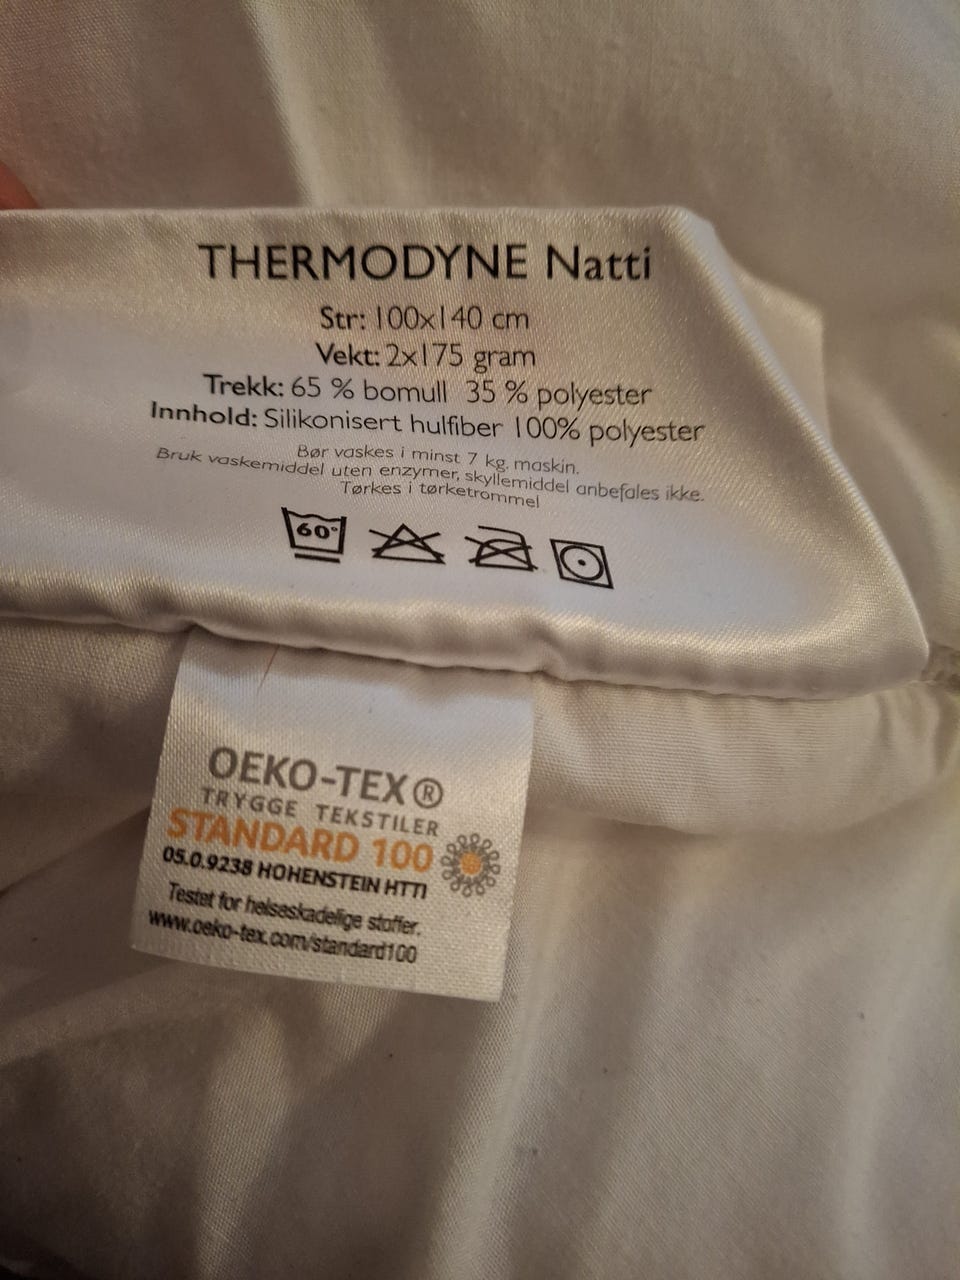 THERMODYNE Natti
Str: 100x140 cm
Vekt: 2x175 gram
Trekk: 65 % bomull 35 % polyester
Innhold: Silikonisert hulfiber 100% polyester
Bør vaskes i minst 7 kg. maskin.
Bruk vaskemiddel uten enzymer, skyllemiddel anbefales ikke.
Tørkes i tørketrommel
60°
OEKO-TEX®
TRYGGE TEKSTILER
STANDARD 100
05.0.9238 HOHENSTEIN HTTI
Testet for helseskadelige stoffer.
www.oeko-tex.com/standard100